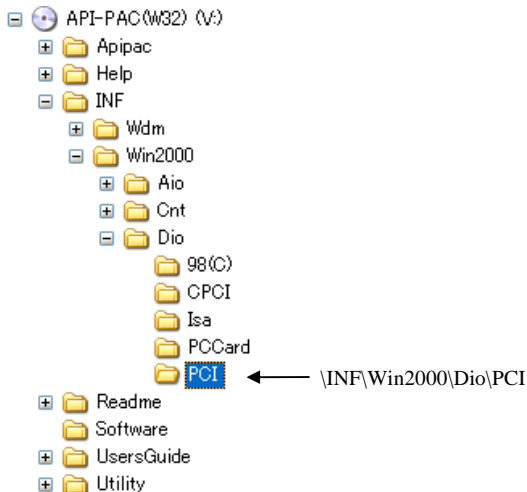 API-PAC(W32) (V:)
Apipac
Help
INF
Wdm
Win2000
Aio
Cnt
Dio
98(C)
CPCI
Isa
PCCard
PCI \INF\Win2000\Dio\PCI
Readme
Software
UsersGuide
Utility